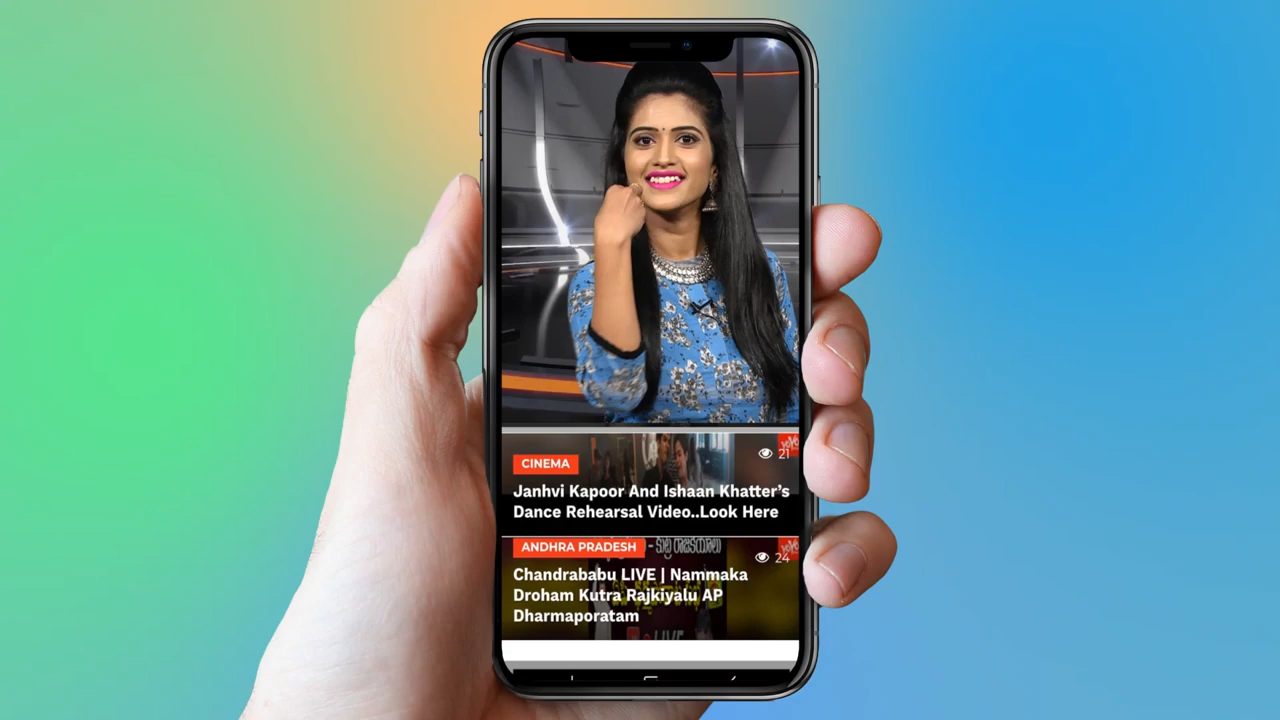 CINEMA
21
Janhvi Kapoor And Ishaan Khatter’s
Dance Rehearsal Video..Look Here
ANDHRA PRADESH
24
Chandrababu LIVE | Nammaka
Droham Kutra Rajkiyalu AP
Dharmaporatam
LIVE